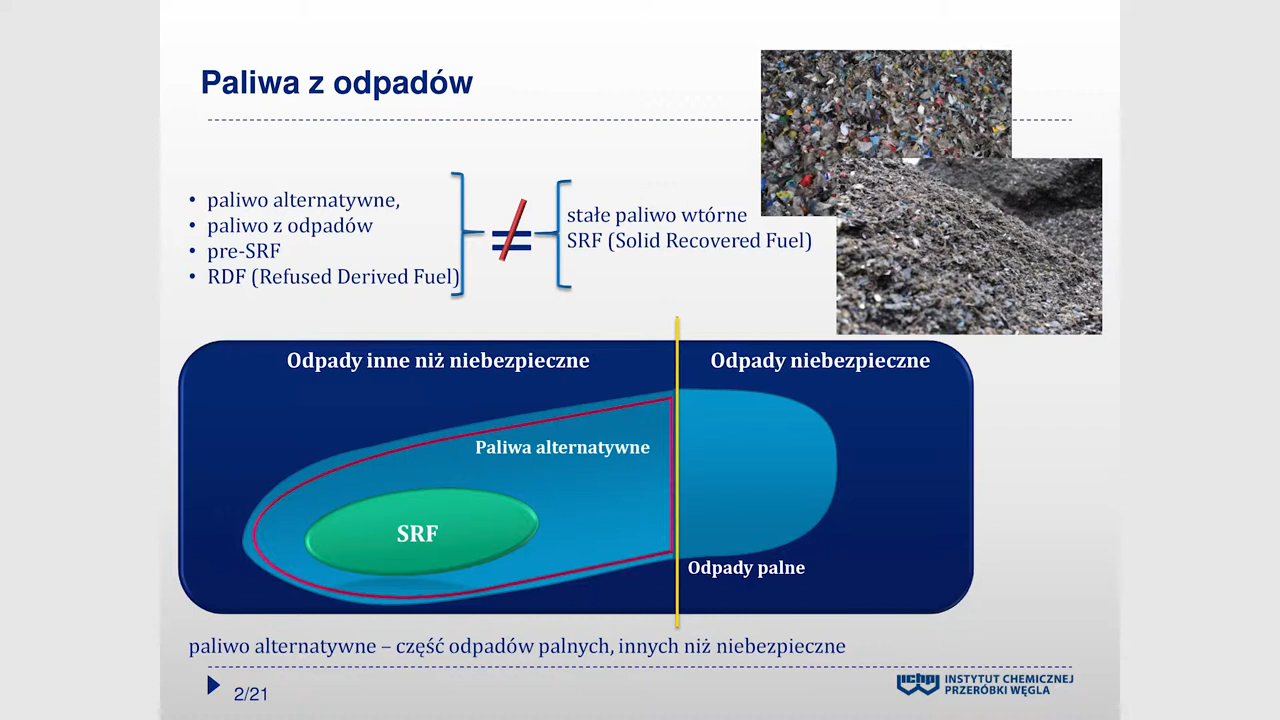 Paliwa z odpadów
• paliwo alternatywne,
• paliwo z odpadów
• pre-SRF
• RDF (Refused Derived Fuel)
≠
stałe paliwo wtórne
SRF (Solid Recovered Fuel)
Odpady inne niż niebezpieczne
Odpady niebezpieczne
Paliwa alternatywne
SRF
Odpady palne
paliwo alternatywne – część odpadów palnych, innych niż niebezpieczne
2/21
ichpw
INSTYTUT CHEMICZNEJ
PRZERÓBKI WĘGLA